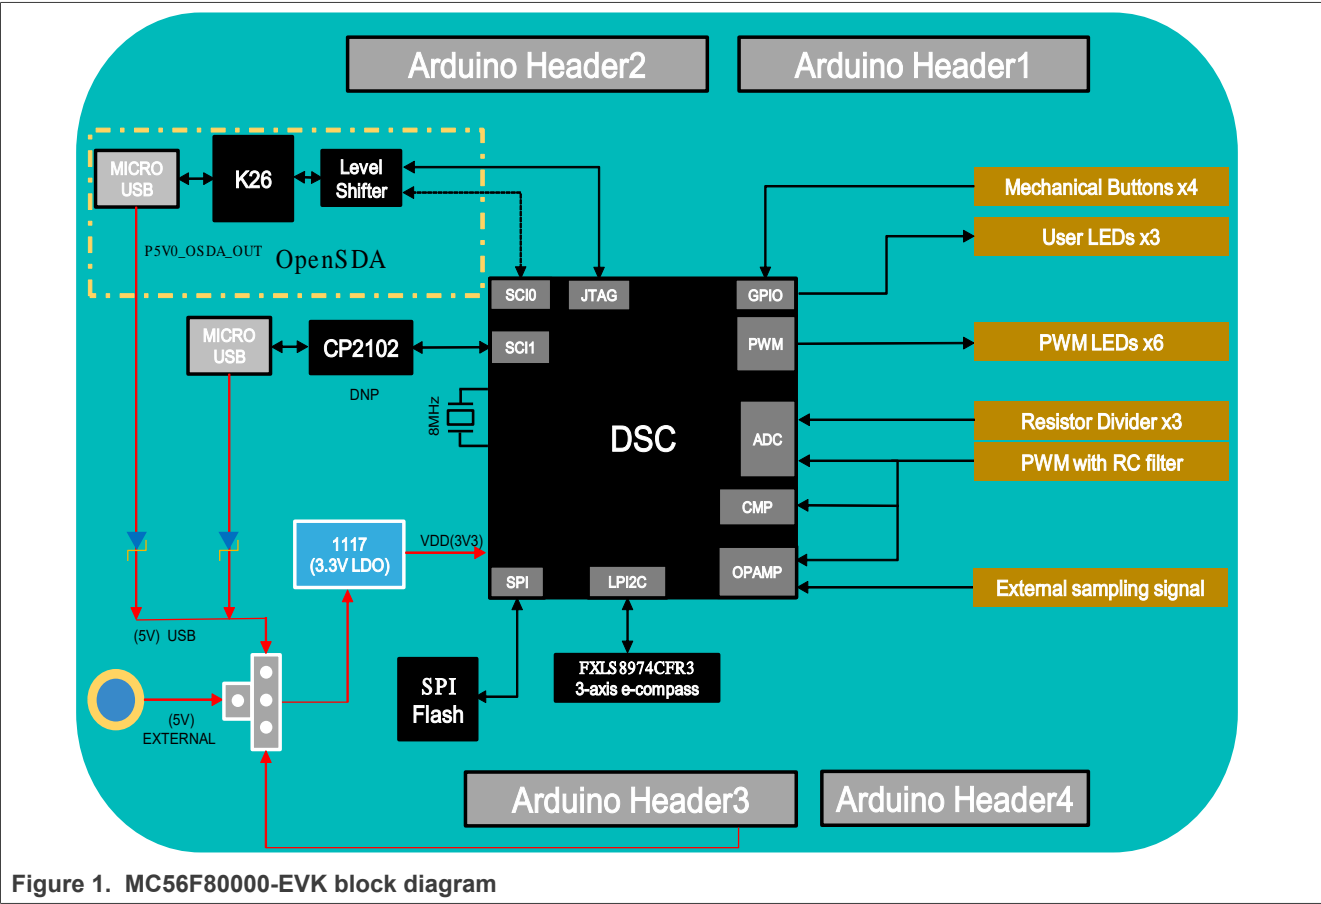 Arduino Header2
Arduino Header1
MICRO
USB
K26
Level
Shifter
P5V0_OSDA_OUT
OpenSDA
Mechanical Buttons x4
User LEDs x3
SCI0
JTAG
GPIO
MICRO
USB
CP2102
DNP
SCI1
PWM
PWM LEDs x6
8MHz
DSC
ADC
Resistor Divider x3
PWM with RC filter
CMP
1117
(3.3V LDO)
VDD(3V3)
SPI
LPI2C
OPAMP
External sampling signal
(5V) USB
(5V)
EXTERNAL
SPI
Flash
FXLS8974CFR3
3-axis e-compass
Arduino Header3
Arduino Header4
Figure 1. MC56F80000-EVK block diagram